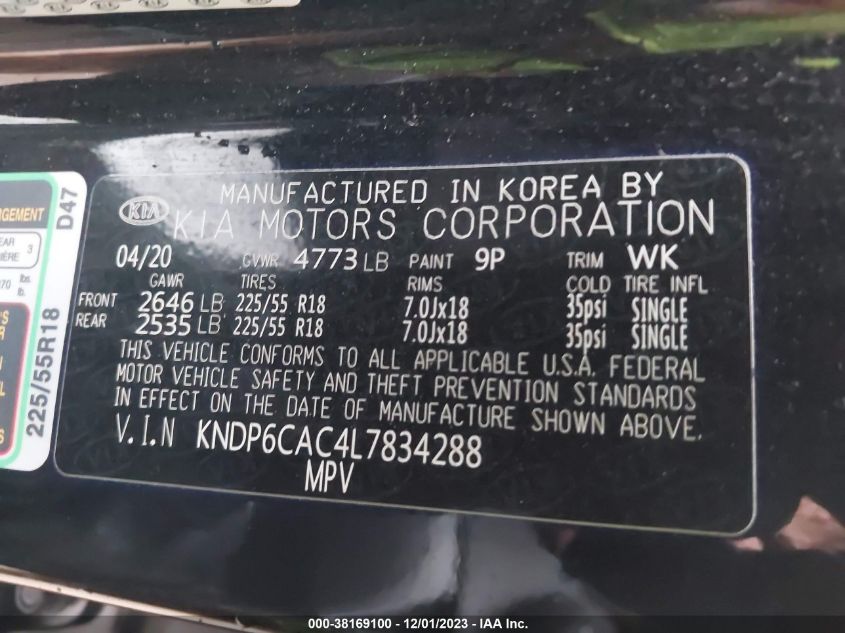 MANUFACTURED IN KOREA BY
KIA KIA MOTORS CORPORATION
04/20 GVWR 4773 LB PAINT 9P TRIM WK
GAWR TIRES RIMS COLD TIRE INFL
FRONT 2646 LB 225/55 R18 7.0Jx18 35psi SINGLE
REAR 2535 LB 225/55 R18 7.0Jx18 35psi SINGLE
THIS VEHICLE CONFORMS TO ALL APPLICABLE U.S.A. FEDERAL
MOTOR VEHICLE SAFETY AND THEFT PREVENTION STANDARDS
IN EFFECT ON THE DATE OF MANUFACTURE SHOWN ABOVE.
V.I.N KNDP6CAC4L7834288
MPV
D47
225/55R18
3
lb.
000-38169100 - 12/01/2023 - IAA Inc.